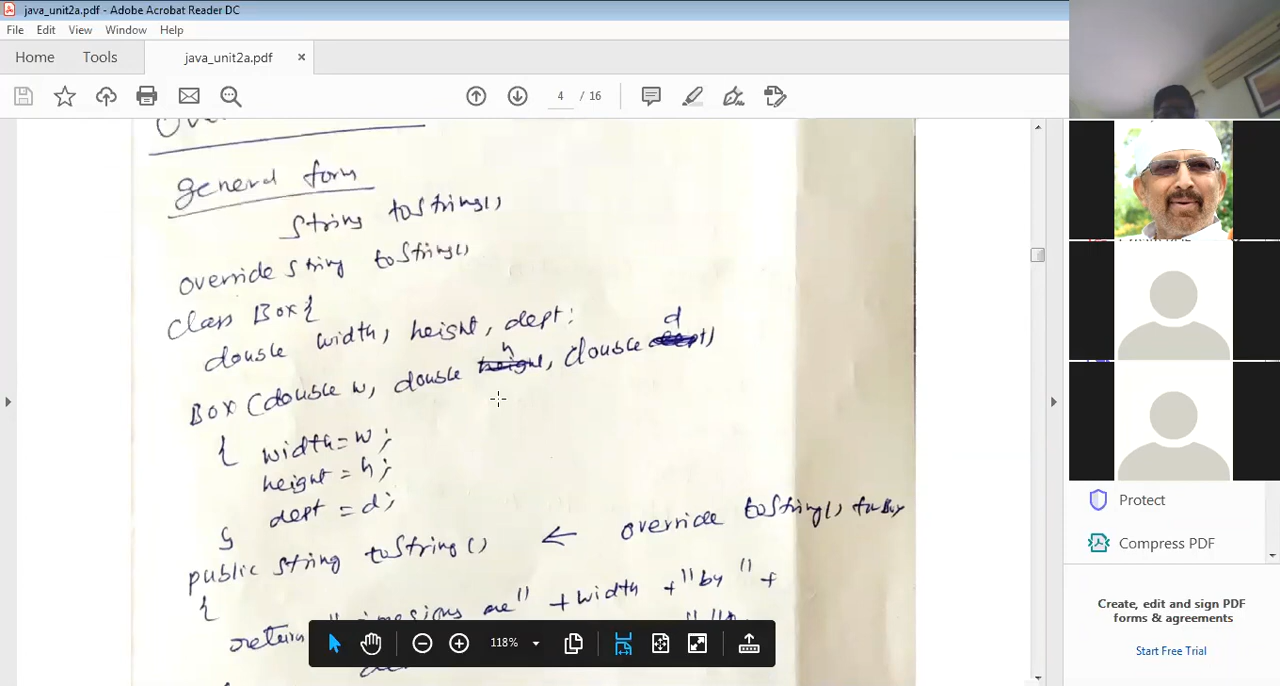 java_unit2a.pdf - Adobe Acrobat Reader DC
File Edit View Window Help
Home Tools java_unit2a.pdf ×
4 / 16
general form
string tostring()
override string tostring()
class Box{
double width, height, dept;
Box (double w, double h, double d)
{ width=w;
height = h;
dept = d;
}
public string tostring() ← override tostring() for Box
{
return " are" + width + "by" +
118%
Protect
Compress PDF
Create, edit and sign PDF
forms & agreements
Start Free Trial